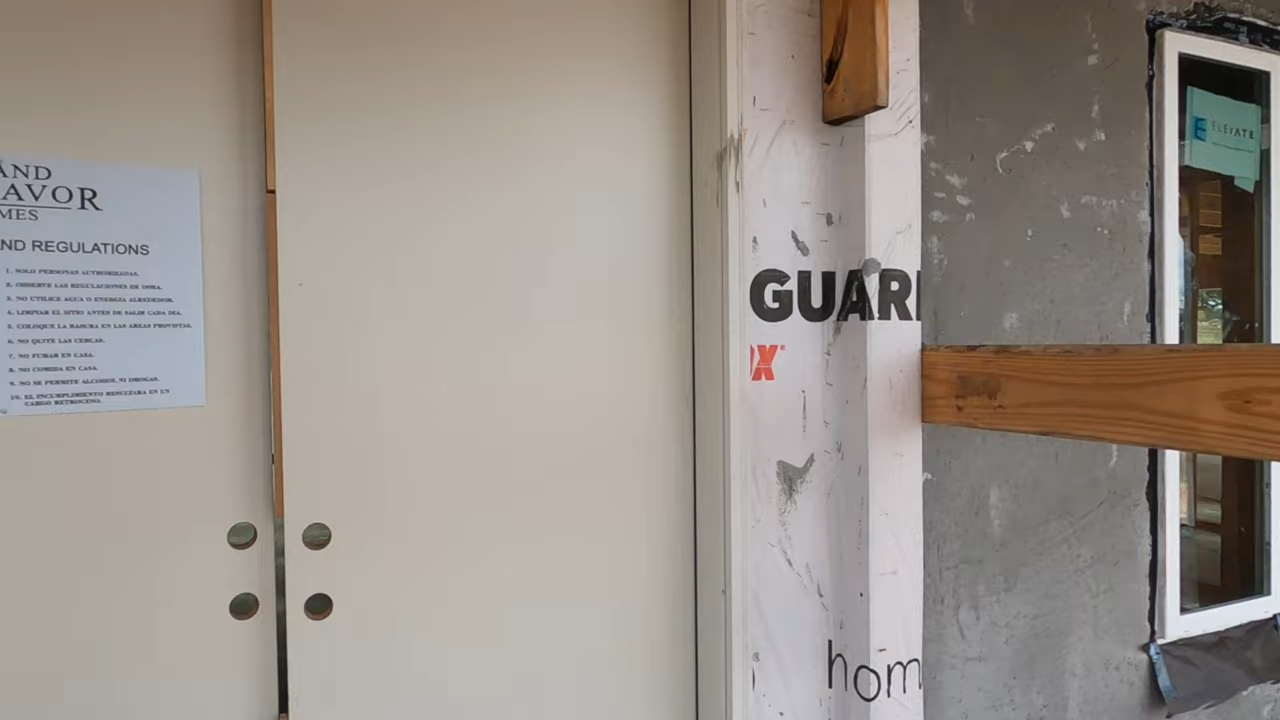 AND
AVOR
MES
ND REGULATIONS
1. SOLO PERSONAS AUTHORIZADAS.
2. OBSERVE LAS REGULACIONES DE OBRA.
3. NO UTILICE AGUA O ENERGIA ALREDEDOR.
4. LIMPIAR EL SITIO ANTES DE SALIR CADA DIA.
5. COLOQUE LA BASURA EN LAS AREAS PROVISTAS.
6. NO QUITE LAS CERCAS.
7. NO FUMAR EN CASA.
8. NO COMIDA EN CASA.
9. NO SE PERMITE ALCOHOL NI DROGAS.
10. EL INCUMPLIMIENTO RESULTARA EN UN
CARGO RETROCESO.
GUAR
X®
hom
ELEVATE